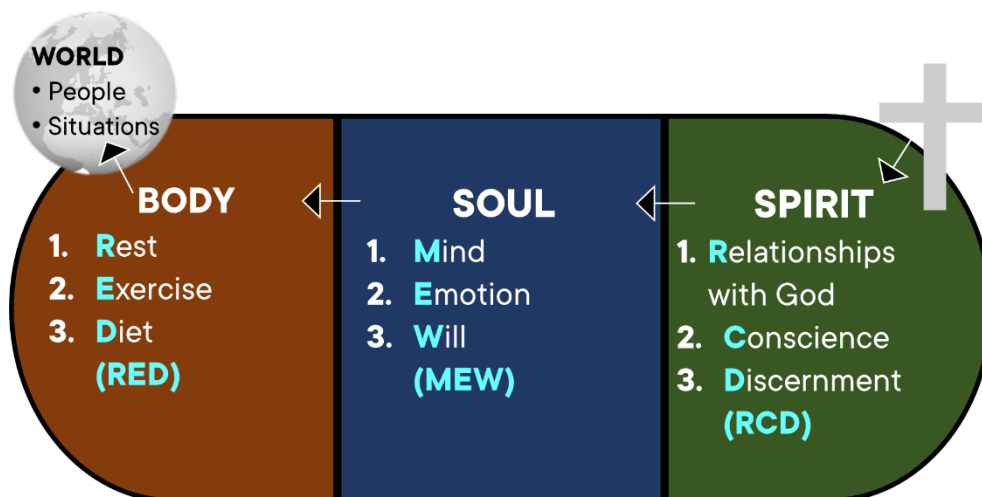 WORLD
• People
• Situations
BODY
1. Rest
2. Exercise
3. Diet
(RED)
SOUL
1. Mind
2. Emotion
3. Will
(MEW)
SPIRIT
1. Relationships
with God
2. Conscience
3. Discernment
(RCD)